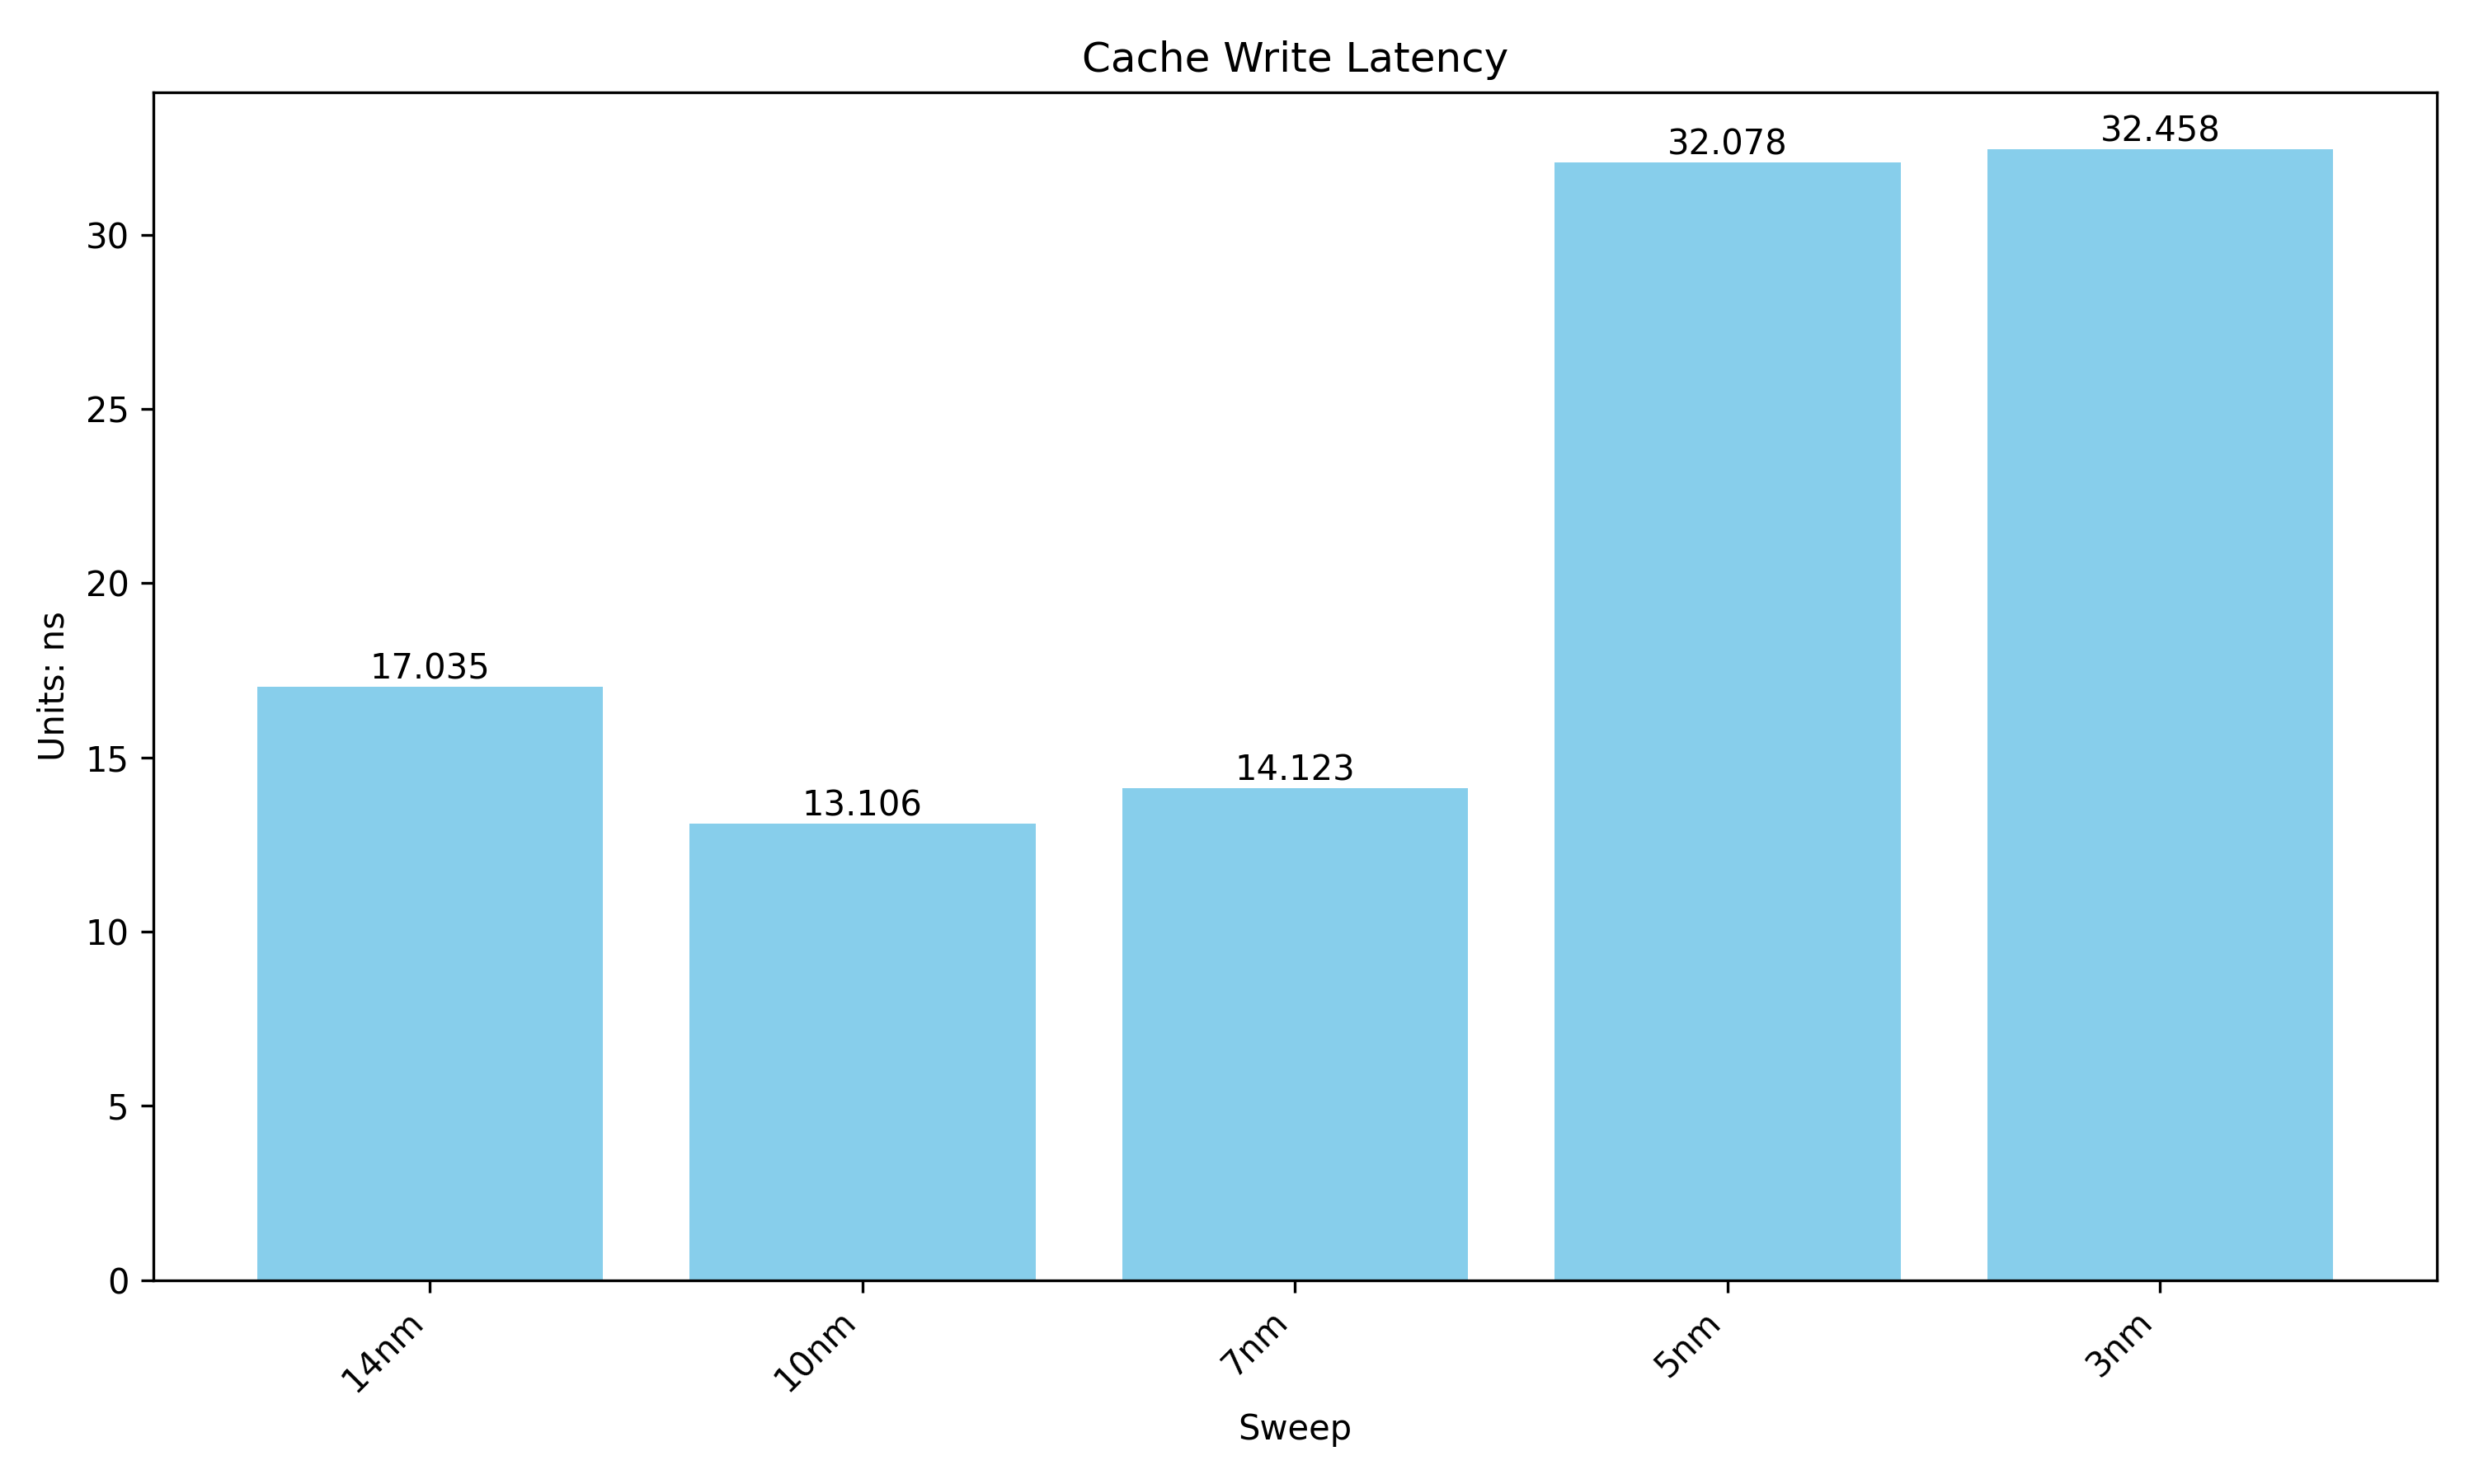 Cache Write Latency
Units: ns
30
25
20
15
10
5
0
17.035
13.106
14.123
32.078
32.458
14nm
10nm
7nm
5nm
3nm
Sweep